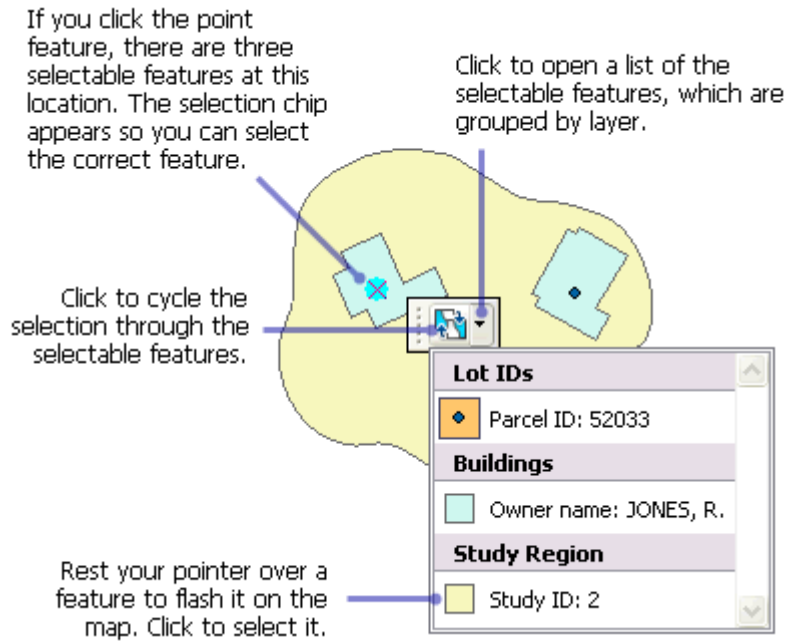 If you click the point
feature, there are three
selectable features at this
location. The selection chip
appears so you can select
the correct feature.
Click to open a list of the
selectable features, which are
grouped by layer.
Click to cycle the
selection through the
selectable features.
Lot IDs
Parcel ID: 52033
Buildings
Owner name: JONES, R.
Study Region
Study ID: 2
Rest your pointer over a
feature to flash it on the
map. Click to select it.